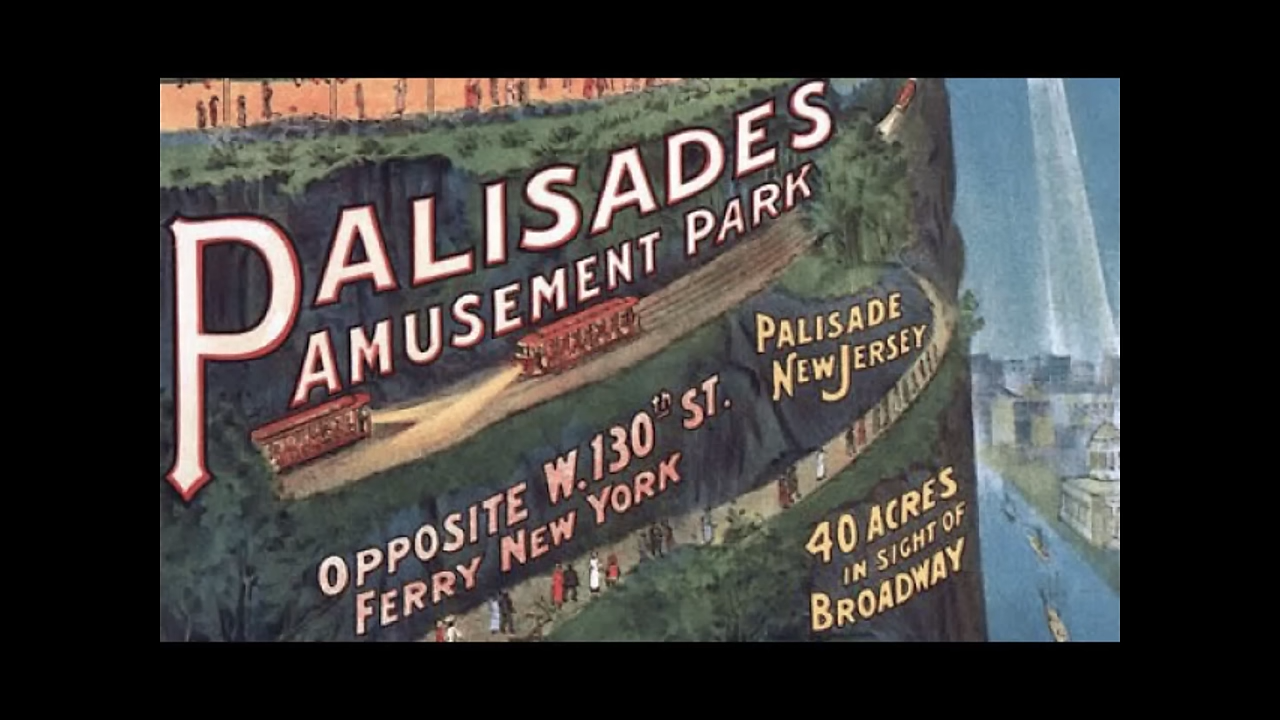 PALISADES
AMUSEMENT PARK
PALISADE
NEW JERSEY
OPPOSITE W. 130th ST.
FERRY NEW YORK
40 ACRES
IN SIGHT OF
BROADWAY